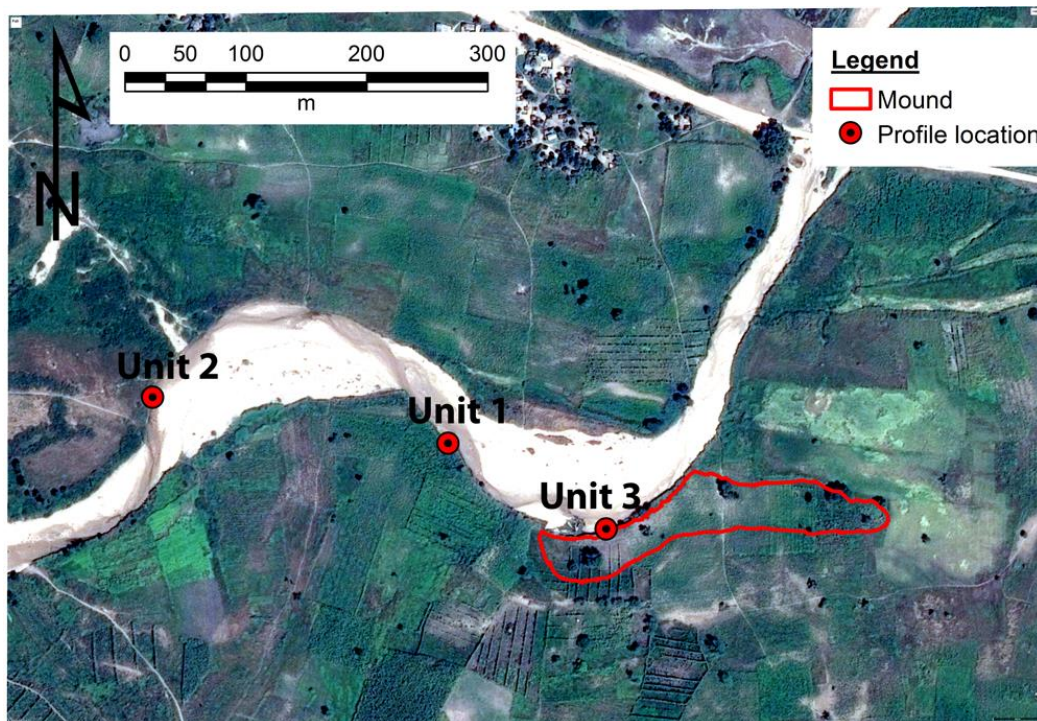 0 50 100 200 300
m
N
Legend
Mound
Profile location
Unit 2
Unit 1
Unit 3